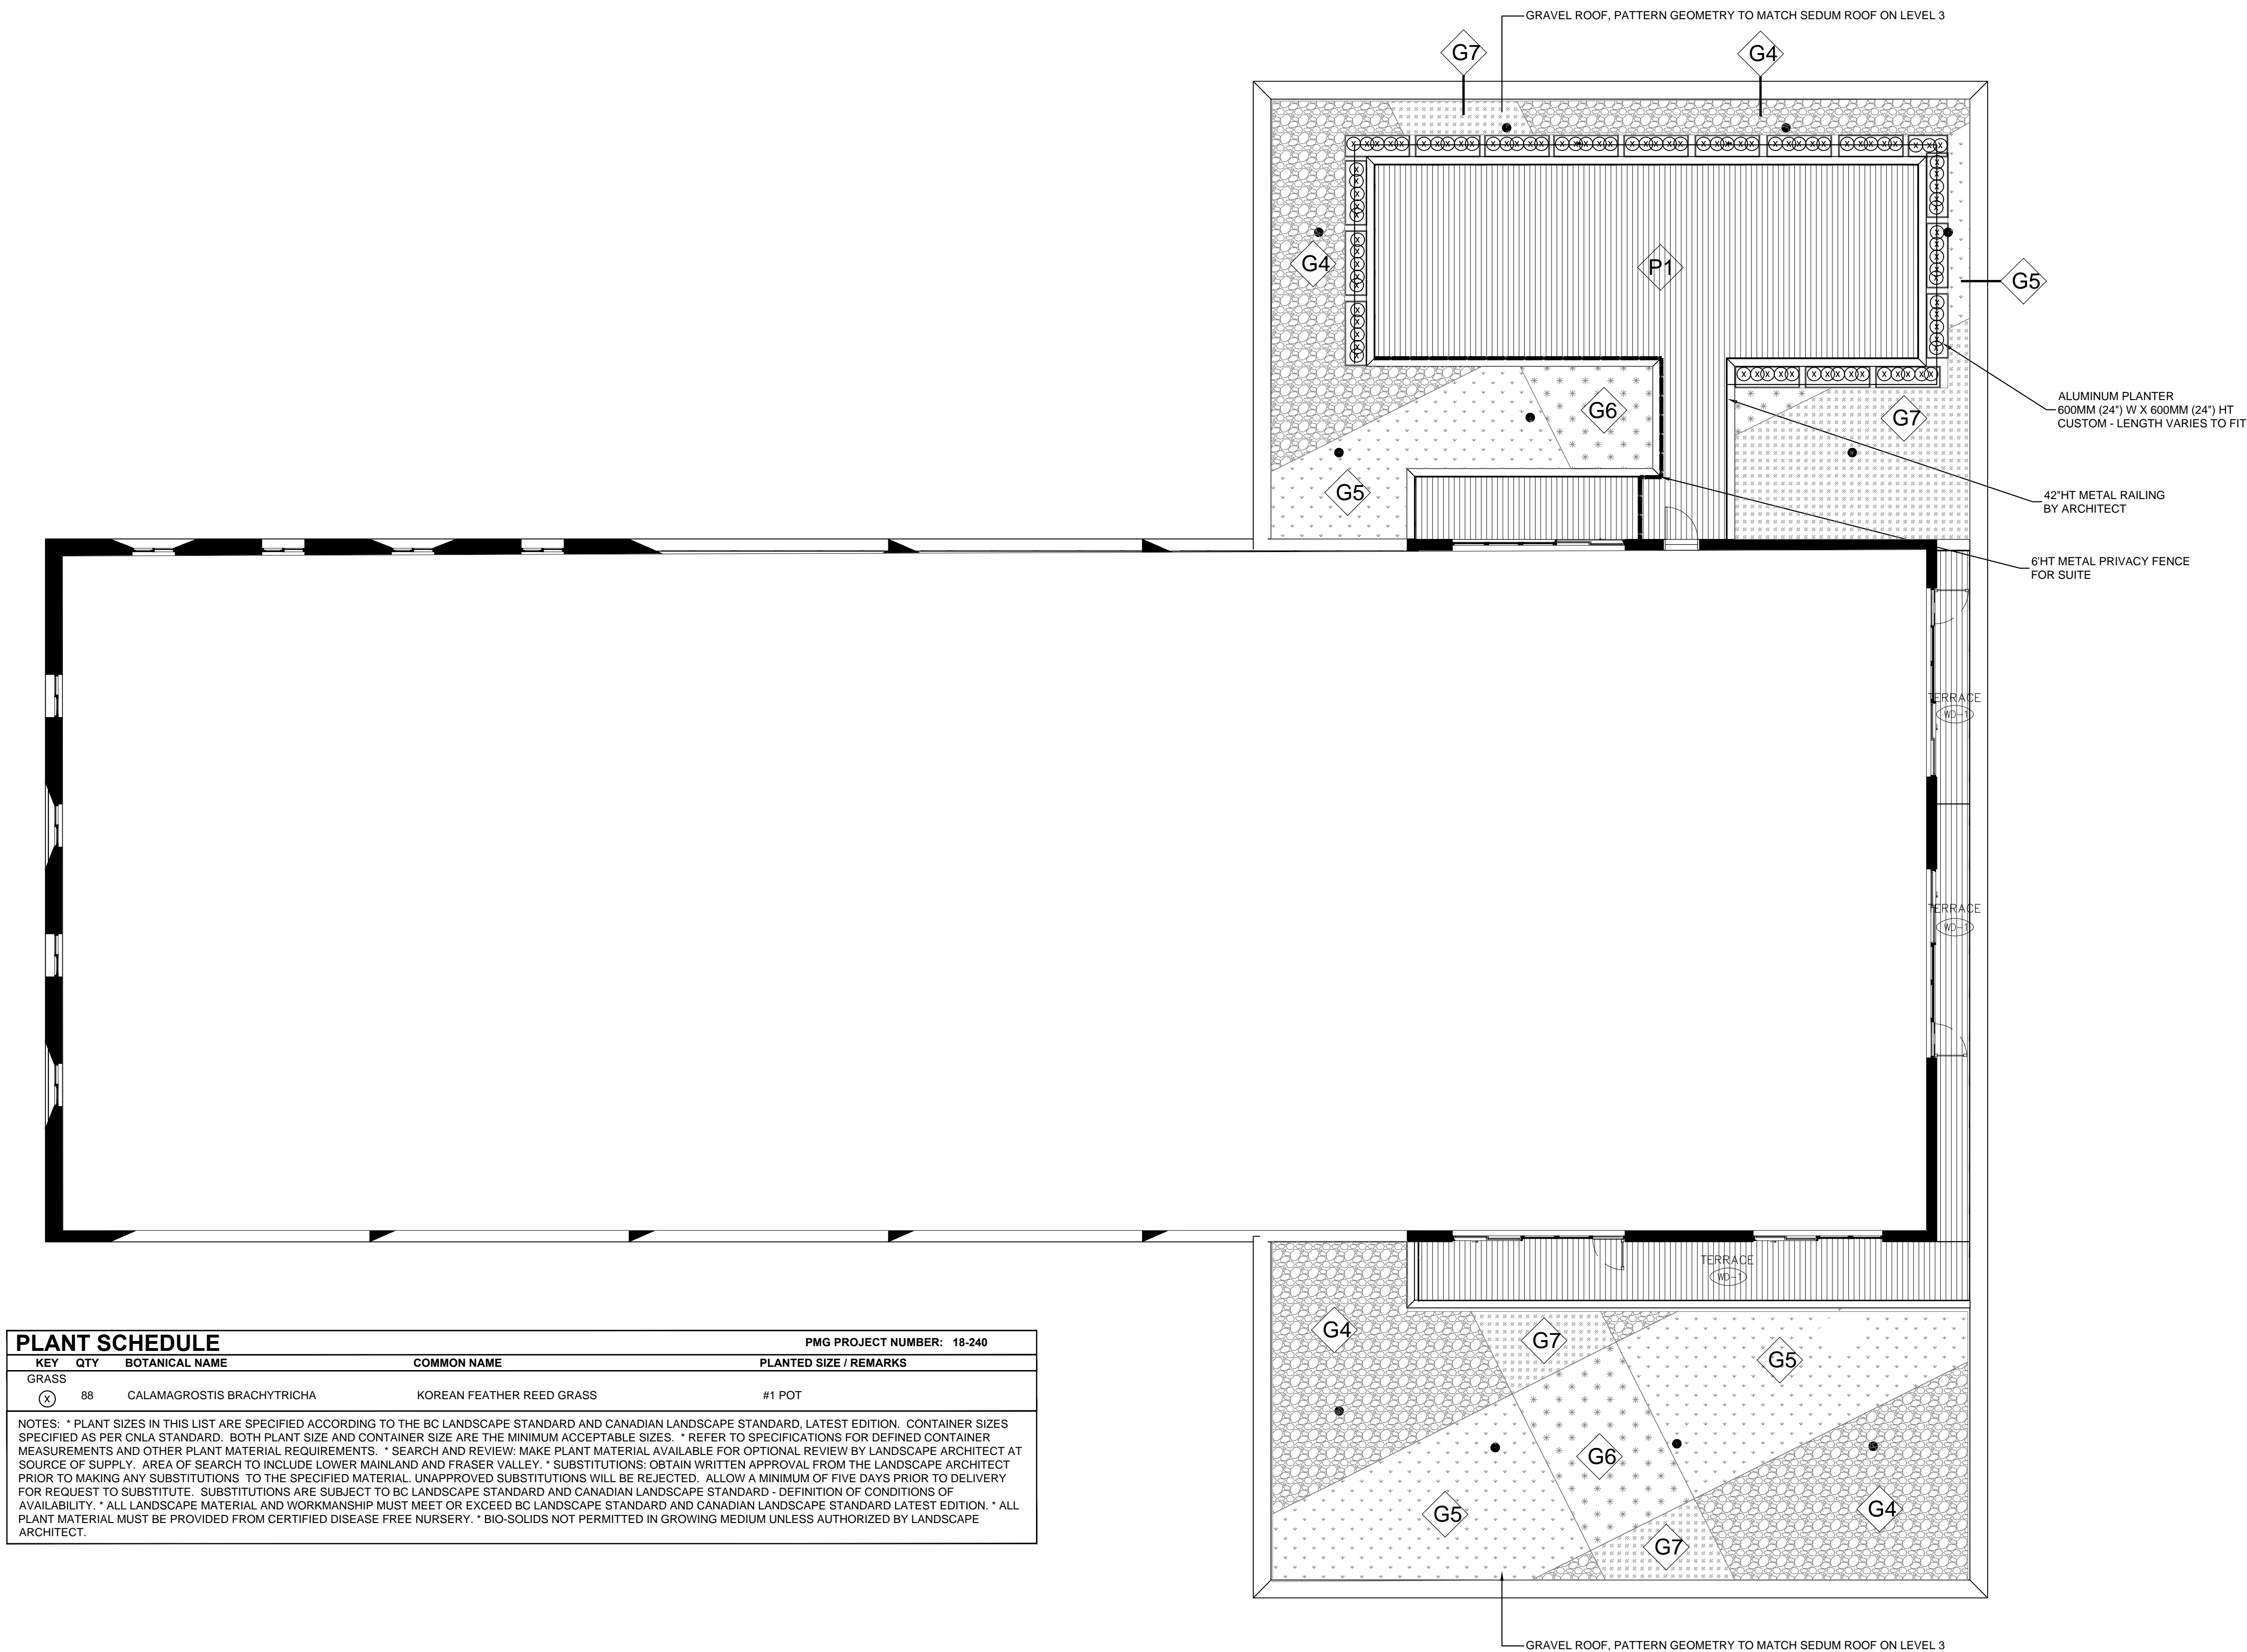 GRAVEL ROOF, PATTERN GEOMETRY TO MATCH SEDUM ROOF ON LEVEL 3
G7
G4
G4
P1
G5
ALUMINUM PLANTER
600MM (24") W X 600MM (24") HT
CUSTOM - LENGTH VARIES TO FIT
G6
G7
G5
42"HT METAL RAILING
BY ARCHITECT
6'HT METAL PRIVACY FENCE
FOR SUITE
TERRACE
WD-1
TERRACE
WD-1
TERRACE
WD-1
G4
G7
G5
G6
G5
G4
G7
GRAVEL ROOF, PATTERN GEOMETRY TO MATCH SEDUM ROOF ON LEVEL 3
PLANT SCHEDULE PMG PROJECT NUMBER: 18-240
KEY QTY BOTANICAL NAME COMMON NAME PLANTED SIZE / REMARKS
GRASS
X 88 CALAMAGROSTIS BRACHYTRICHA KOREAN FEATHER REED GRASS #1 POT
NOTES: * PLANT SIZES IN THIS LIST ARE SPECIFIED ACCORDING TO THE BC LANDSCAPE STANDARD AND CANADIAN LANDSCAPE STANDARD, LATEST EDITION. CONTAINER SIZES
SPECIFIED AS PER CNLA STANDARD. BOTH PLANT SIZE AND CONTAINER SIZE ARE THE MINIMUM ACCEPTABLE SIZES. * REFER TO SPECIFICATIONS FOR DEFINED CONTAINER
MEASUREMENTS AND OTHER PLANT MATERIAL REQUIREMENTS. * SEARCH AND REVIEW: MAKE PLANT MATERIAL AVAILABLE FOR OPTIONAL REVIEW BY LANDSCAPE ARCHITECT AT
SOURCE OF SUPPLY. AREA OF SEARCH TO INCLUDE LOWER MAINLAND AND FRASER VALLEY. * SUBSTITUTIONS: OBTAIN WRITTEN APPROVAL FROM THE LANDSCAPE ARCHITECT
PRIOR TO MAKING ANY SUBSTITUTIONS TO THE SPECIFIED MATERIAL. UNAPPROVED SUBSTITUTIONS WILL BE REJECTED. ALLOW A MINIMUM OF FIVE DAYS PRIOR TO DELIVERY
FOR REQUEST TO SUBSTITUTE. SUBSTITUTIONS ARE SUBJECT TO BC LANDSCAPE STANDARD AND CANADIAN LANDSCAPE STANDARD - DEFINITION OF CONDITIONS OF
AVAILABILITY. * ALL LANDSCAPE MATERIAL AND WORKMANSHIP MUST MEET OR EXCEED BC LANDSCAPE STANDARD AND CANADIAN LANDSCAPE STANDARD LATEST EDITION. * ALL
PLANT MATERIAL MUST BE PROVIDED FROM CERTIFIED DISEASE FREE NURSERY. * BIO-SOLIDS NOT PERMITTED IN GROWING MEDIUM UNLESS AUTHORIZED BY LANDSCAPE
ARCHITECT.